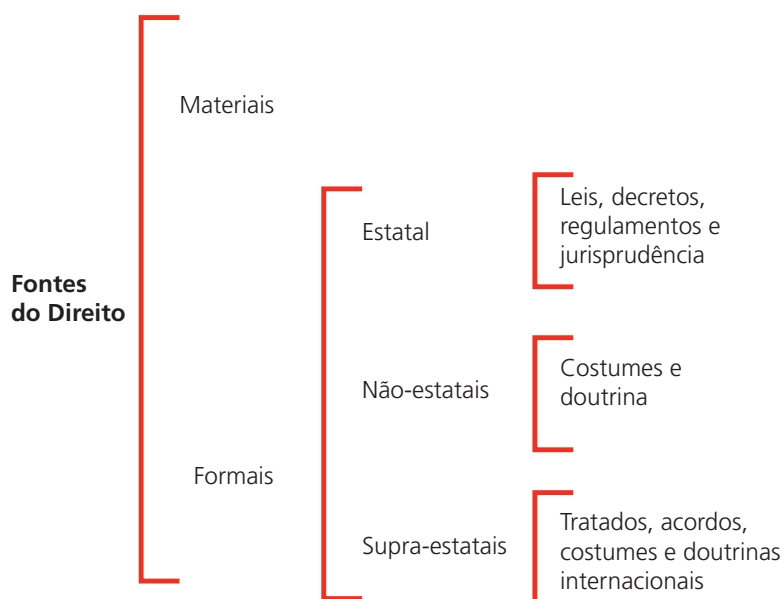 Fontes
do Direito
Materiais
Formais
Estatal
Leis, decretos,
regulamentos e
jurisprudência
Não-estatais
Costumes e
doutrina
Supra-estatais
Tratados, acordos,
costumes e doutrinas
internacionais